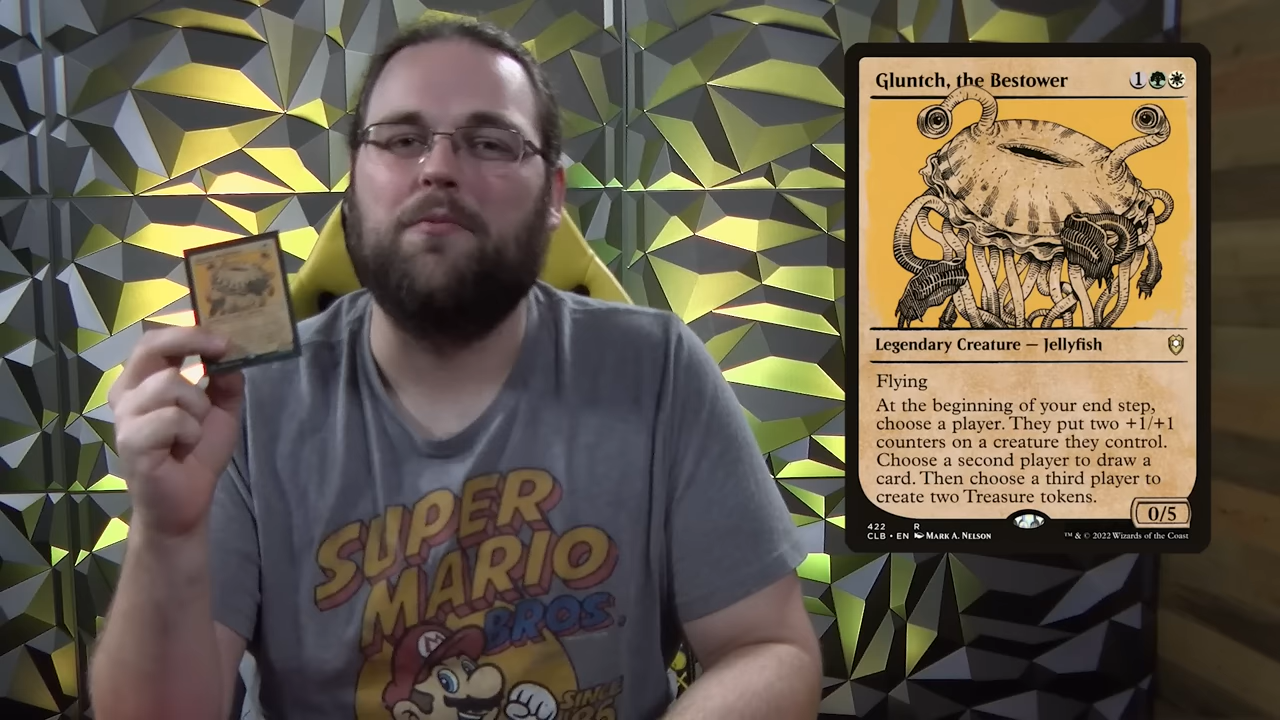 SUPER
MARIO
BROS.
SINCE
'86
Gluntch, the Bestower
1
Legendary Creature — Jellyfish
Flying
At the beginning of your end step,
choose a player. They put two +1/+1
counters on a creature they control.
Choose a second player to draw a
card. Then choose a third player to
create two Treasure tokens.
0/5
422 R
CLB • EN Mark A. Nelson
™ & © 2022 Wizards of the Coast